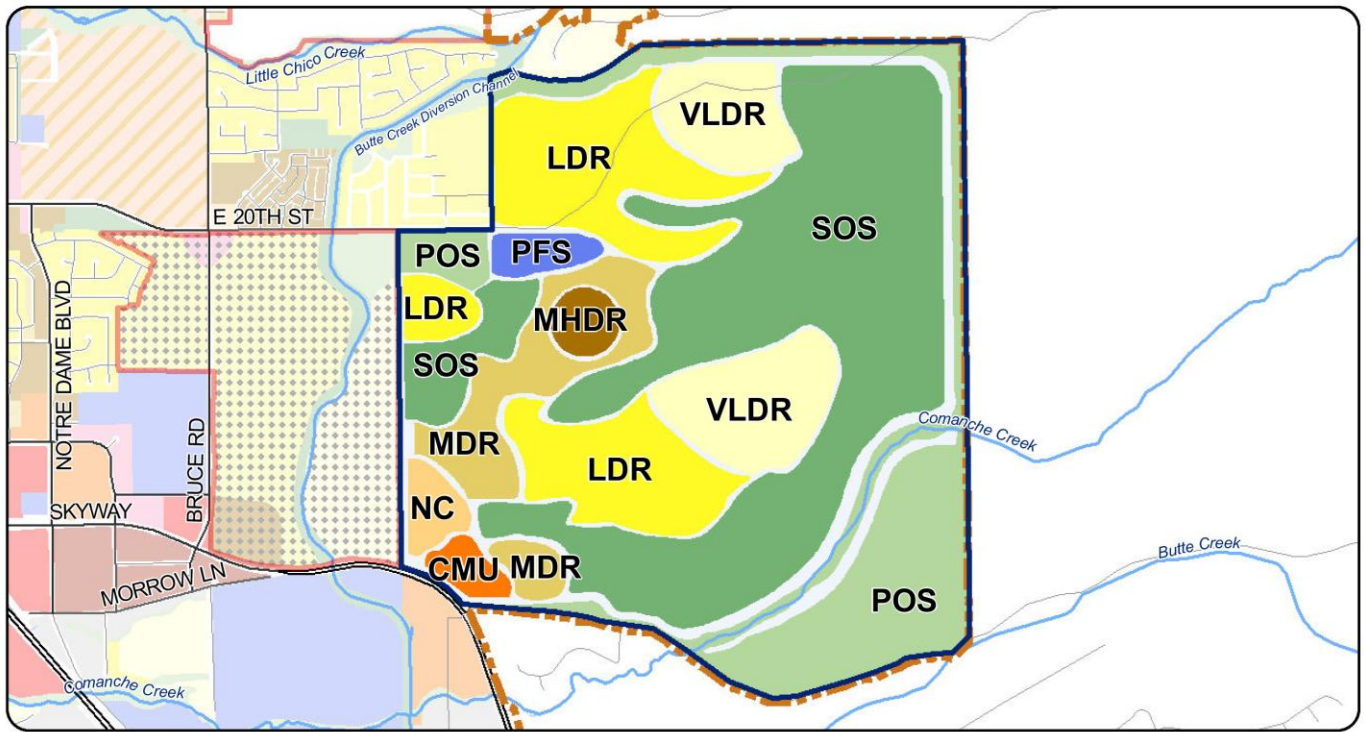 Little Chico Creek
Butte Creek Diversion Channel
VLDR
LDR
E 20TH ST
SOS
POS
PFS
LDR
MHDR
NOTRE DAME BLVD
SOS
BRUCE RD
VLDR
Comanche Creek
MDR
LDR
NC
SKYWAY
Butte Creek
CMU
MDR
MORROW LN
POS
Comanche Creek